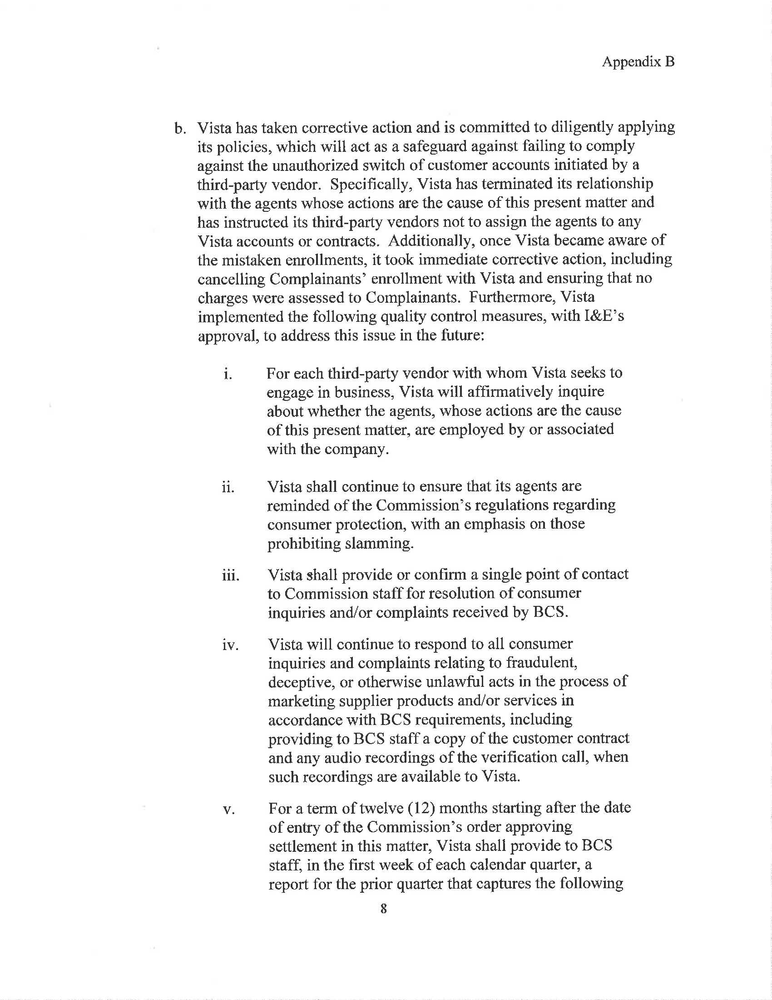 Appendix B
b. Vista has taken corrective action and is committed to diligently applying
its policies, which will act as a safeguard against failing to comply
against the unauthorized switch of customer accounts initiated by a
third-party vendor. Specifically, Vista has terminated its relationship
with the agents whose actions are the cause of this present matter and
has instructed its third-party vendors not to assign the agents to any
Vista accounts or contracts. Additionally, once Vista became aware of
the mistaken enrollments, it took immediate corrective action, including
cancelling Complainants’ enrollment with Vista and ensuring that no
charges were assessed to Complainants. Furthermore, Vista
implemented the following quality control measures, with I&E’s
approval, to address this issue in the future:
i. For each third-party vendor with whom Vista seeks to
engage in business, Vista will affirmatively inquire
about whether the agents, whose actions are the cause
of this present matter, are employed by or associated
with the company.
ii. Vista shall continue to ensure that its agents are
reminded of the Commission’s regulations regarding
consumer protection, with an emphasis on those
prohibiting slamming.
iii. Vista shall provide or confirm a single point of contact
to Commission staff for resolution of consumer
inquiries and/or complaints received by BCS.
iv. Vista will continue to respond to all consumer
inquiries and complaints relating to fraudulent,
deceptive, or otherwise unlawful acts in the process of
marketing supplier products and/or services in
accordance with BCS requirements, including
providing to BCS staff a copy of the customer contract
and any audio recordings of the verification call, when
such recordings are available to Vista.
v. For a term of twelve (12) months starting after the date
of entry of the Commission’s order approving
settlement in this matter, Vista shall provide to BCS
staff, in the first week of each calendar quarter, a
report for the prior quarter that captures the following
8